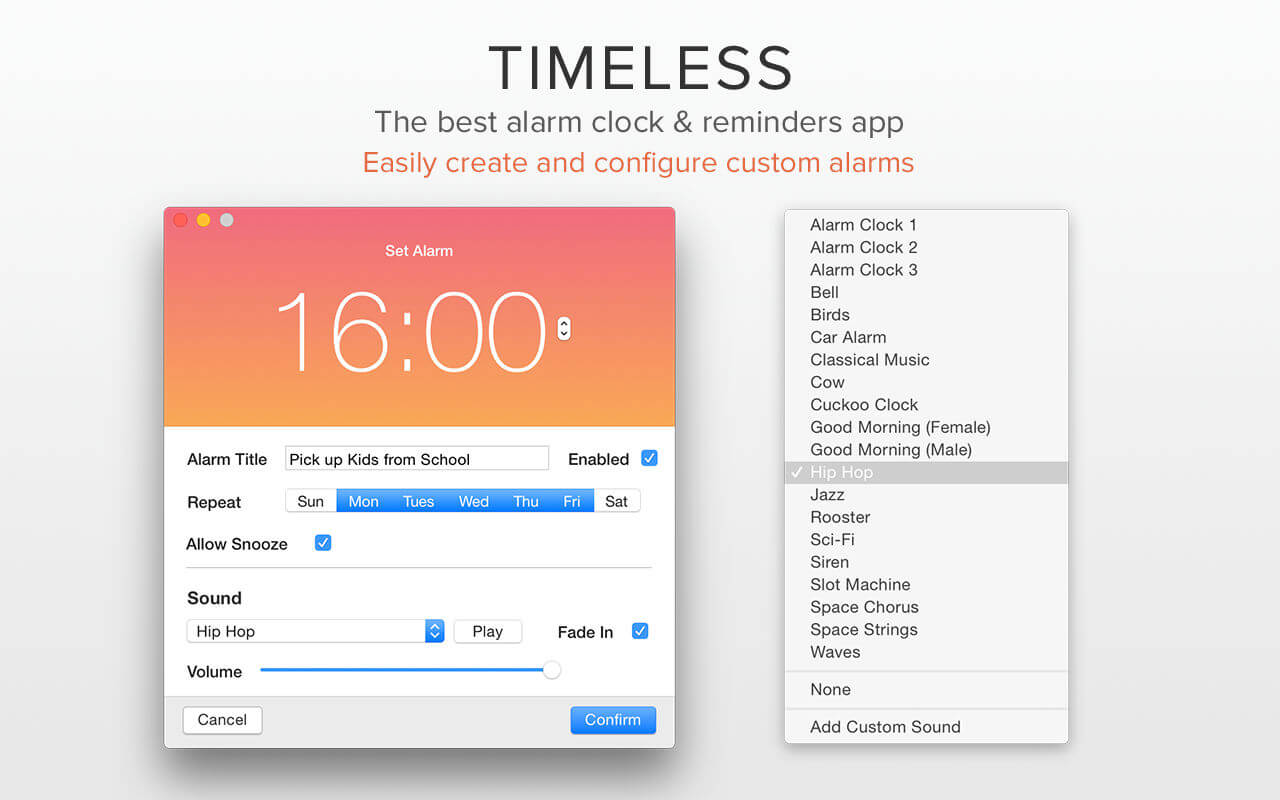 TIMELESS
The best alarm clock & reminders app
Easily create and configure custom alarms
Set Alarm
16:00
Alarm Title Pick up Kids from School Enabled
Repeat Sun Mon Tues Wed Thu Fri Sat
Allow Snooze
Sound
Hip Hop Play Fade In
Volume
Cancel Confirm
Alarm Clock 1
Alarm Clock 2
Alarm Clock 3
Bell
Birds
Car Alarm
Classical Music
Cow
Cuckoo Clock
Good Morning (Female)
Good Morning (Male)
Hip Hop
Jazz
Rooster
Sci-Fi
Siren
Slot Machine
Space Chorus
Space Strings
Waves
None
Add Custom Sound